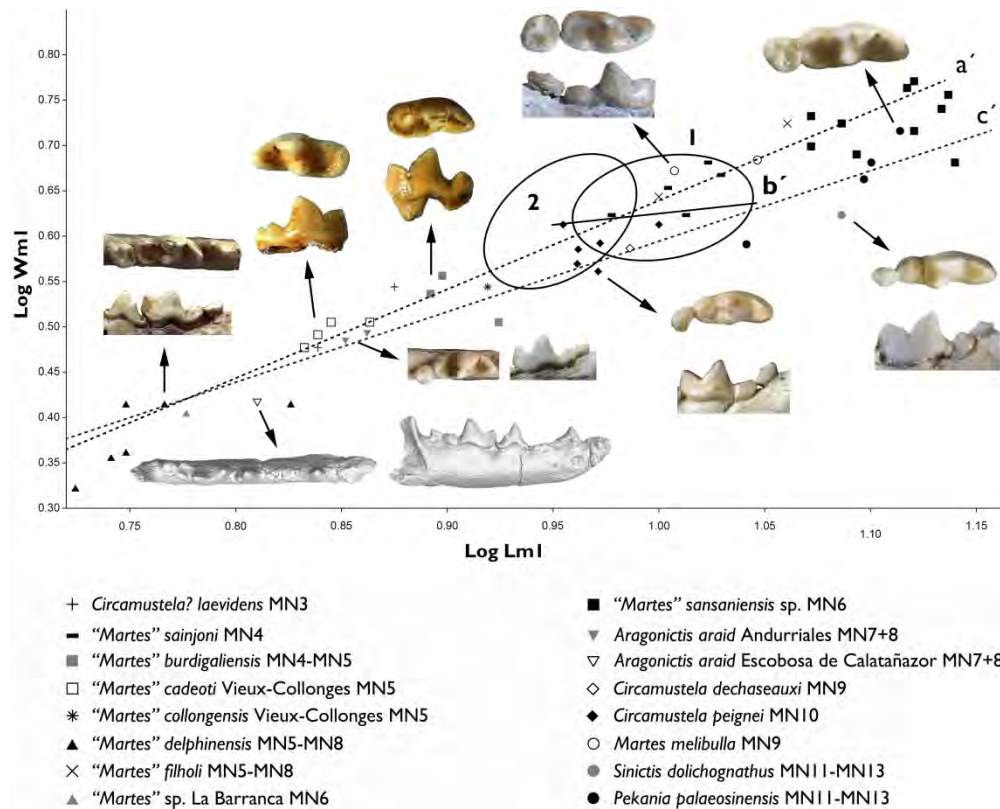 0.80
0.75
0.70
0.65
0.60
0.55
0.50
0.45
0.40
0.35
0.30
Log Wm1
a´
c´
1
b´
2
0.75
0.80
0.85
0.90
0.95
1.00
1.05
1.10
1.15
Log Lm1
Circamustela? laevidens MN3
"Martes" sainjoni MN4
"Martes" burdigaliensis MN4-MN5
"Martes" cadeoti Vieux-Collonges MN5
"Martes" collongensis Vieux-Collonges MN5
"Martes" delphinensis MN5-MN8
"Martes" filholi MN5-MN8
"Martes" sp. La Barranca MN6
"Martes" sansaniensis sp. MN6
Aragonictis araid Andurriales MN7+8
Aragonictis araid Escobosa de Calatañazor MN7+8
Circamustela dechaseauxi MN9
Circamustela peignei MN10
Martes melibulla MN9
Sinictis dolichognathus MN11-MN13
Pekania palaeosinensis MN11-MN13